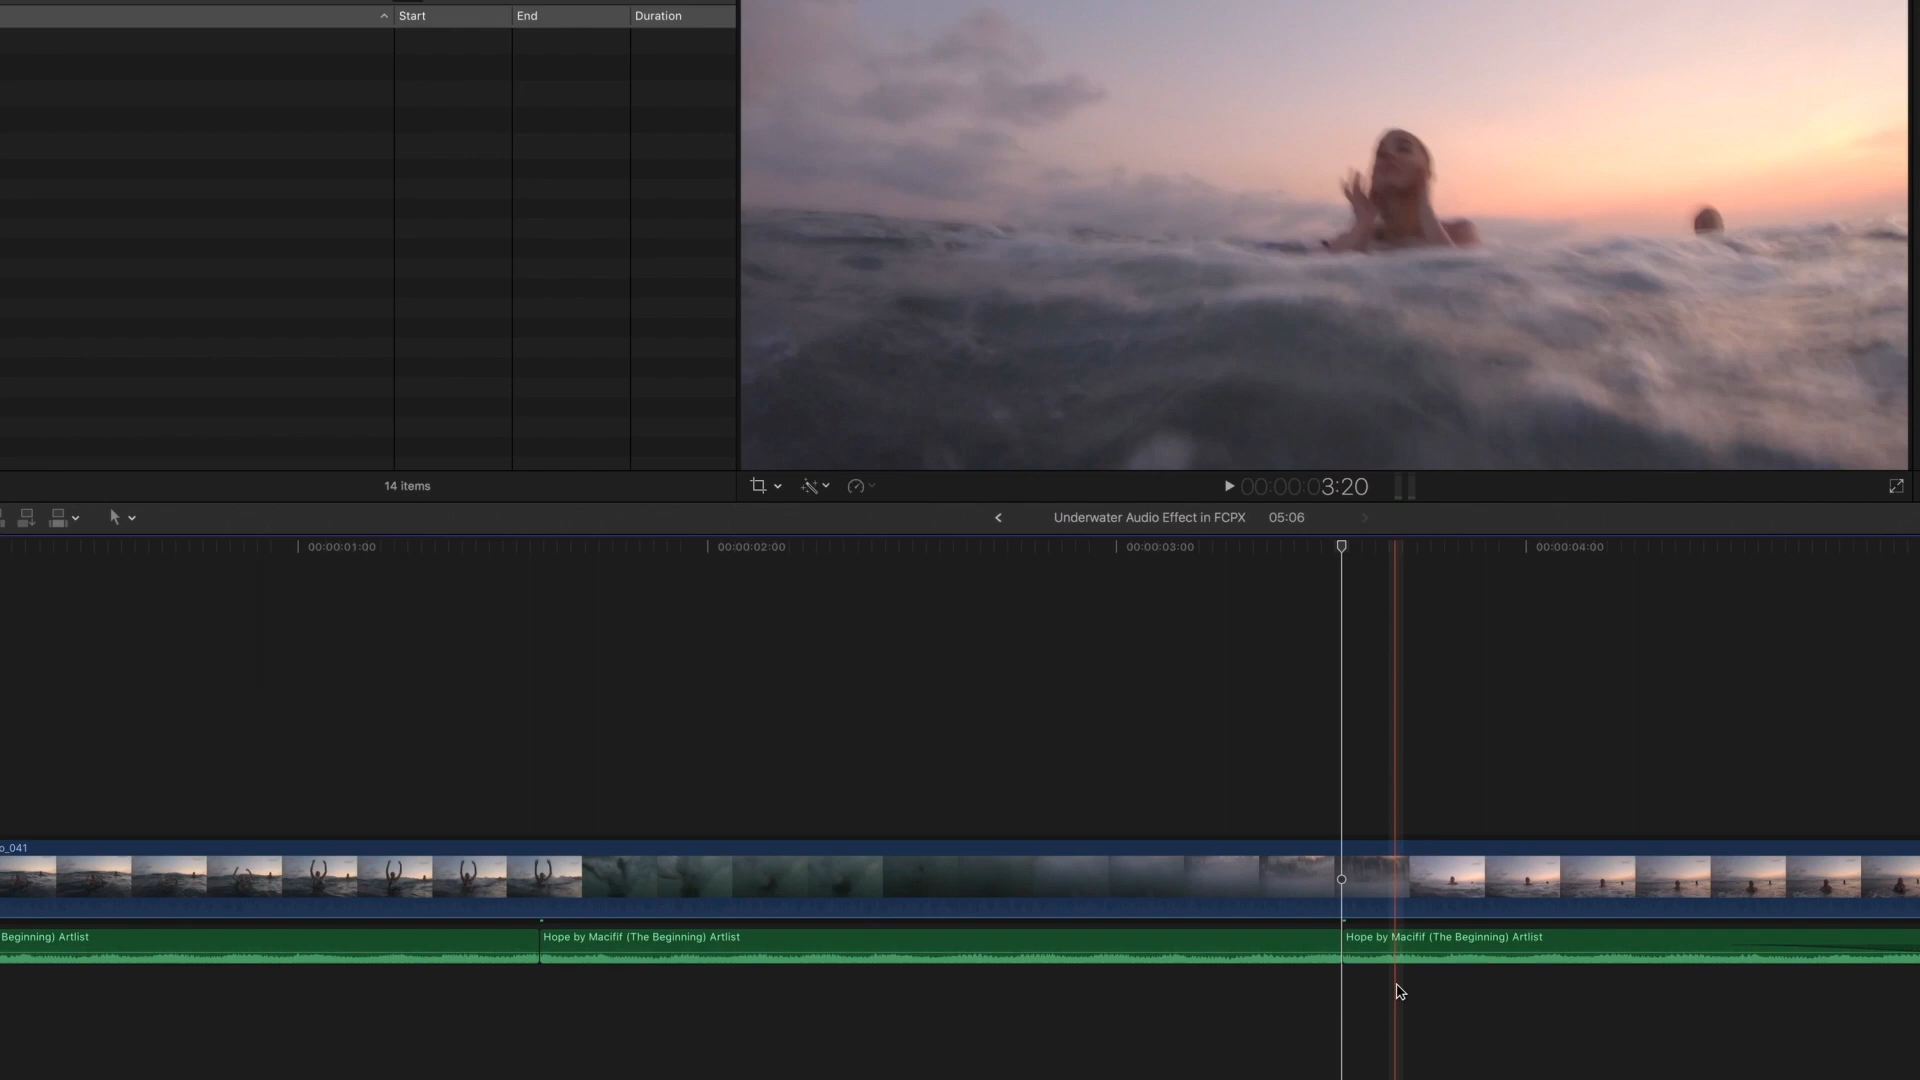 Start End Duration
14 items
00:00:03:20
Underwater Audio Effect in FCPX 05:06
00:00:01:00 00:00:02:00 00:00:03:00 00:00:04:00
o_041
Beginning) Artlist Hope by Macifif (The Beginning) Artlist Hope by Macifif (The Beginning) Artlist